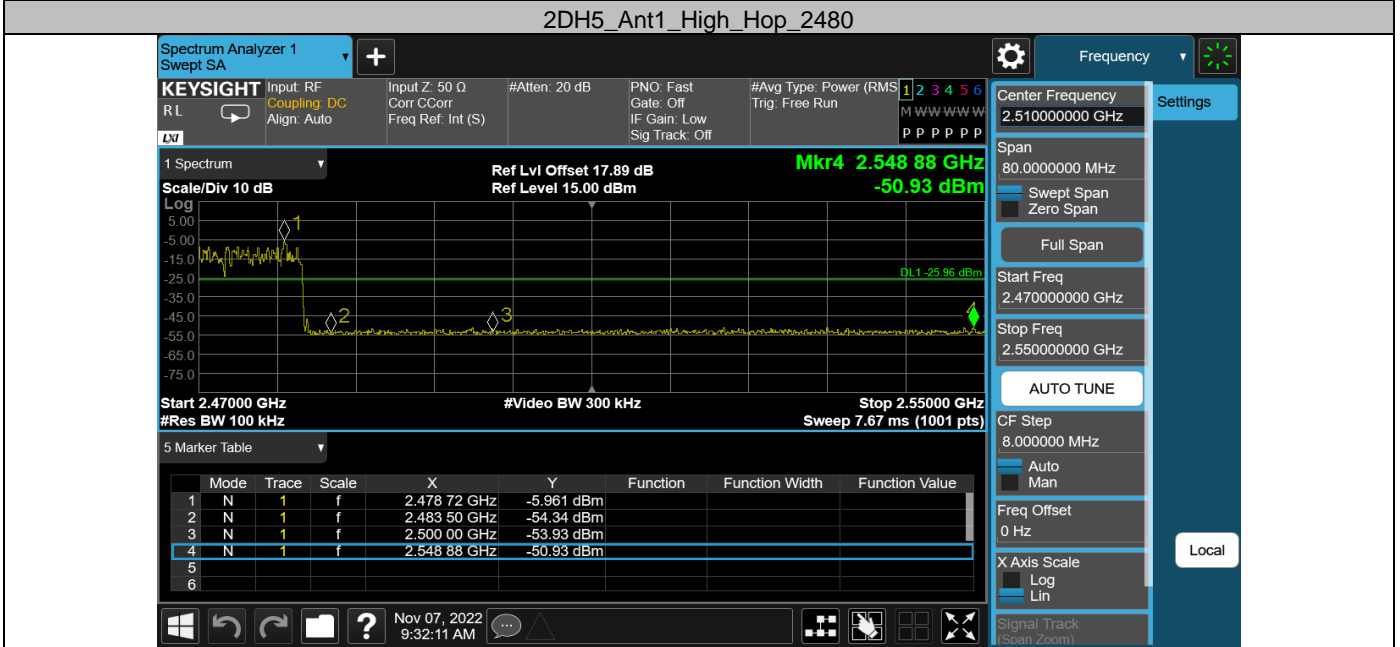 2DH5_Ant1_High_Hop_2480
Spectrum Analyzer 1
Swept SA
+
Frequency
KEYSIGHT
RL
LXI
Input: RF
Coupling: DC
Align: Auto
Input Z: 50 Ω
Corr CCorr
Freq Ref: Int (S)
#Atten: 20 dB
PNO: Fast
Gate: Off
IF Gain: Low
Sig Track: Off
#Avg Type: Power (RMS
Trig: Free Run
1 2 3 4 5 6
M W W W W W
P P P P P P
1 Spectrum
Scale/Div 10 dB
Ref Lvl Offset 17.89 dB
Ref Level 15.00 dBm
Mkr4 2.548 88 GHz
-50.93 dBm
Log
5.00
-5.00
-15.0
-25.0
-35.0
-45.0
-55.0
-65.0
-75.0
1
2
3
4
DL1 -25.96 dBm
Start 2.47000 GHz
#Res BW 100 kHz
#Video BW 300 kHz
Stop 2.55000 GHz
Sweep 7.67 ms (1001 pts)
5 Marker Table
Mode Trace Scale X Y Function Function Width Function Value
1 N 1 f 2.478 72 GHz -5.961 dBm
2 N 1 f 2.483 50 GHz -54.34 dBm
3 N 1 f 2.500 00 GHz -53.93 dBm
4 N 1 f 2.548 88 GHz -50.93 dBm
5
6
?
Nov 07, 2022
9:32:11 AM
Center Frequency
2.510000000 GHz
Settings
Span
80.0000000 MHz
Swept Span
Zero Span
Full Span
Start Freq
2.470000000 GHz
Stop Freq
2.550000000 GHz
AUTO TUNE
CF Step
8.000000 MHz
Auto
Man
Freq Offset
0 Hz
Local
X Axis Scale
Log
Lin
Signal Track
(Span Zoom)